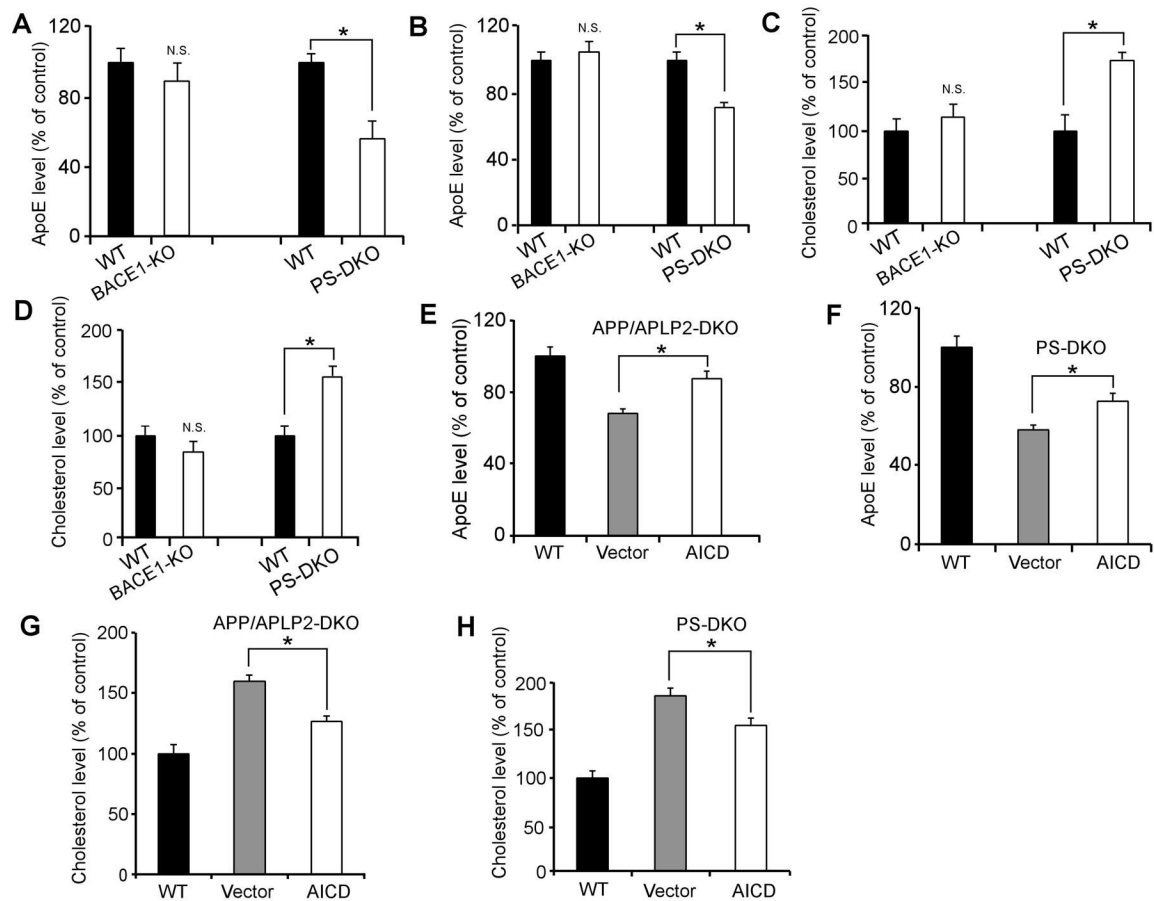 A
ApoE level (% of control)
120
80
40
0
N.S.
*
WT
BACE1-KO
WT
PS-DKO
B
ApoE level (% of control)
120
80
40
0
N.S.
*
WT
BACE1-KO
WT
PS-DKO
C
Cholesterol level (% of control)
200
150
100
50
0
N.S.
*
WT
BACE1-KO
WT
PS-DKO
D
Cholesterol level (% of control)
200
150
100
50
0
N.S.
*
WT
BACE1-KO
WT
PS-DKO
E
ApoE level (% of control)
120
80
40
0
APP/APLP2-DKO
*
WT Vector AICD
F
ApoE level (% of control)
120
80
40
0
PS-DKO
*
WT Vector AICD
G
Cholesterol level (% of control)
200
150
100
50
0
APP/APLP2-DKO
*
WT Vector AICD
H
Cholesterol level (% of control)
200
150
100
50
0
PS-DKO
*
WT Vector AICD